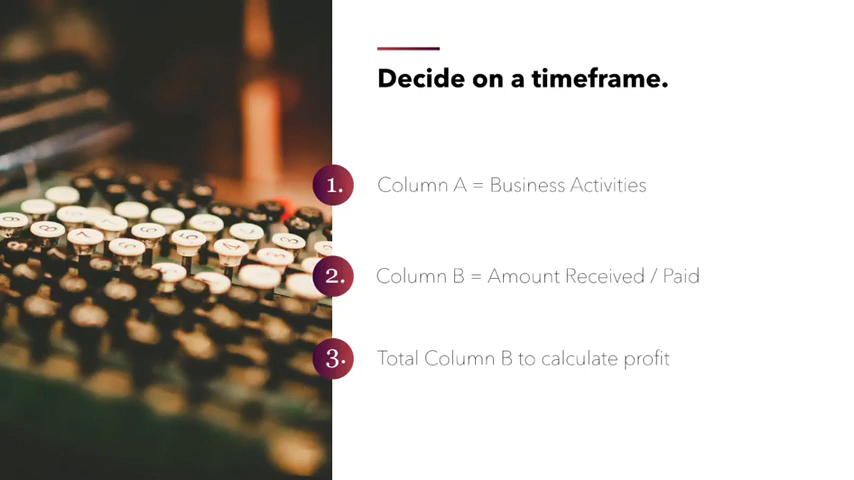 Decide on a timeframe.
1. Column A = Business Activities
2. Column B = Amount Received / Paid
3. Total Column B to calculate profit